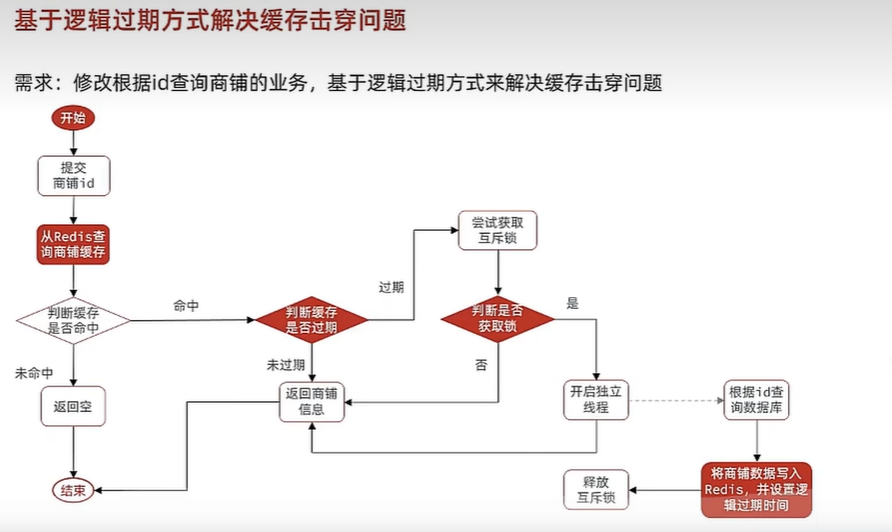 基于逻辑过期方式解决缓存击穿问题
需求：修改根据id查询商铺的业务，基于逻辑过期方式来解决缓存击穿问题
开始
提交
商铺id
从Redis查
询商铺缓存
判断缓存
是否命中
命中
未命中
返回空
结束
判断缓存
是否过期
过期
未过期
返回商铺
信息
尝试获取
互斥锁
判断是否
获取锁
是
否
开启独立
线程
根据id查
询数据库
将商铺数据写入
Redis，并设置逻
辑过期时间
释放
互斥锁